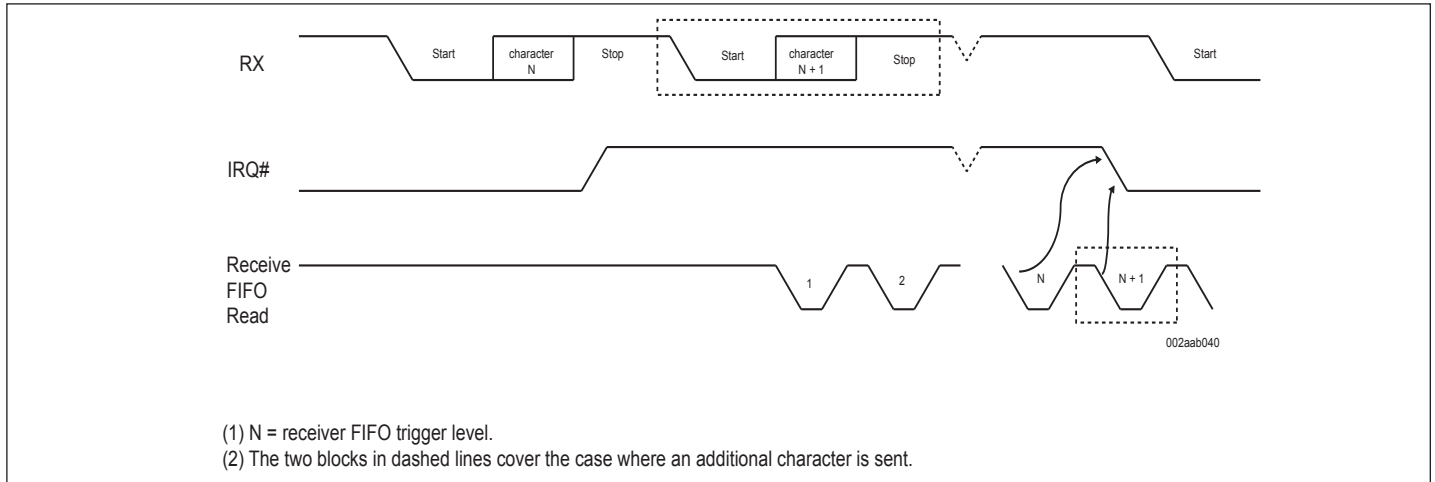 RX
Start
character
N
Stop
Start
character
N + 1
Stop
Start
IRQ#
Receive
FIFO
Read
1
2
N
N + 1
002aab040
(1) N = receiver FIFO trigger level.
(2) The two blocks in dashed lines cover the case where an additional character is sent.